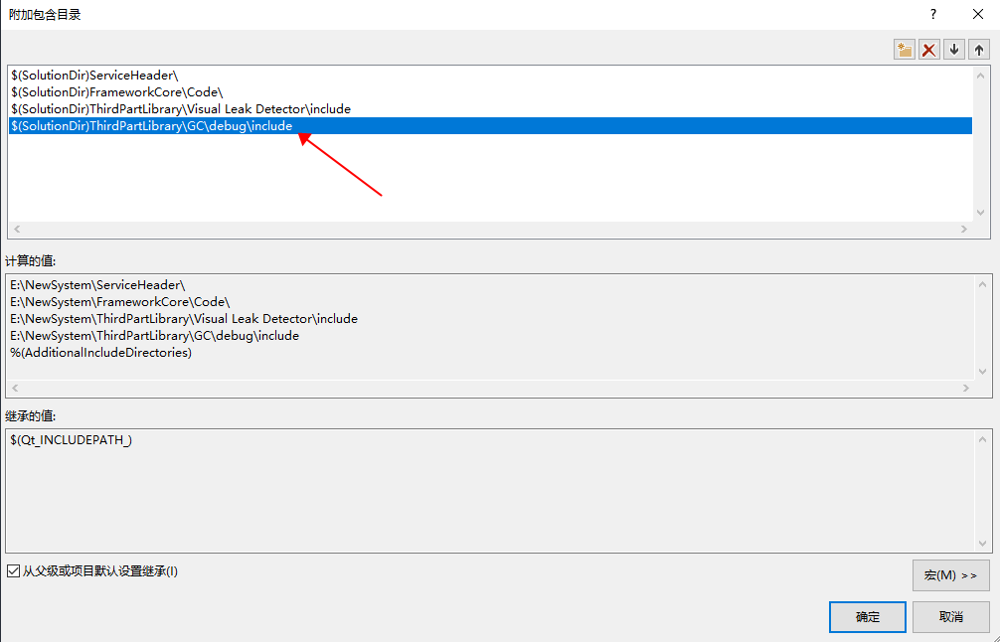 附加包含目录
?
$(SolutionDir)ServiceHeader\
$(SolutionDir)FrameworkCore\Code\
$(SolutionDir)ThirdPartLibrary\Visual Leak Detector\include
$(SolutionDir)ThirdPartLibrary\GC\debug\include
计算的值:
E:\NewSystem\ServiceHeader\
E:\NewSystem\FrameworkCore\Code\
E:\NewSystem\ThirdPartLibrary\Visual Leak Detector\include
E:\NewSystem\ThirdPartLibrary\GC\debug\include
%(AdditionalIncludeDirectories)
继承的值:
$(Qt_INCLUDEPATH_)
从父级或项目默认设置继承(I)
宏(M) >>
确定
取消